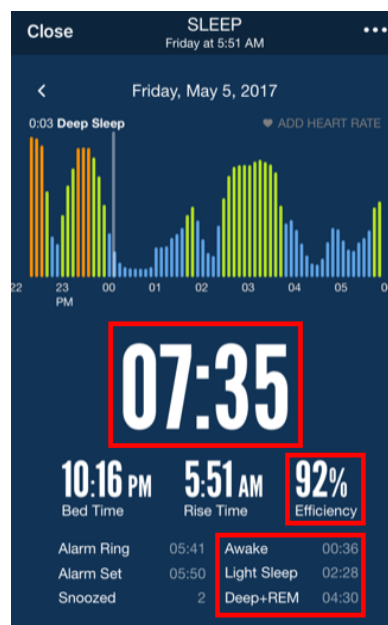 Close
SLEEP
Friday at 5:51 AM
Friday, May 5, 2017
0:03 Deep Sleep
ADD HEART RATE
22 23 00 01 02 03 04 05 0
PM
07:35
10:16 PM 5:51 AM 92%
Bed Time Rise Time Efficiency
Alarm Ring 05:41 Awake 00:36
Alarm Set 05:50 Light Sleep 02:28
Snoozed 2 Deep+REM 04:30